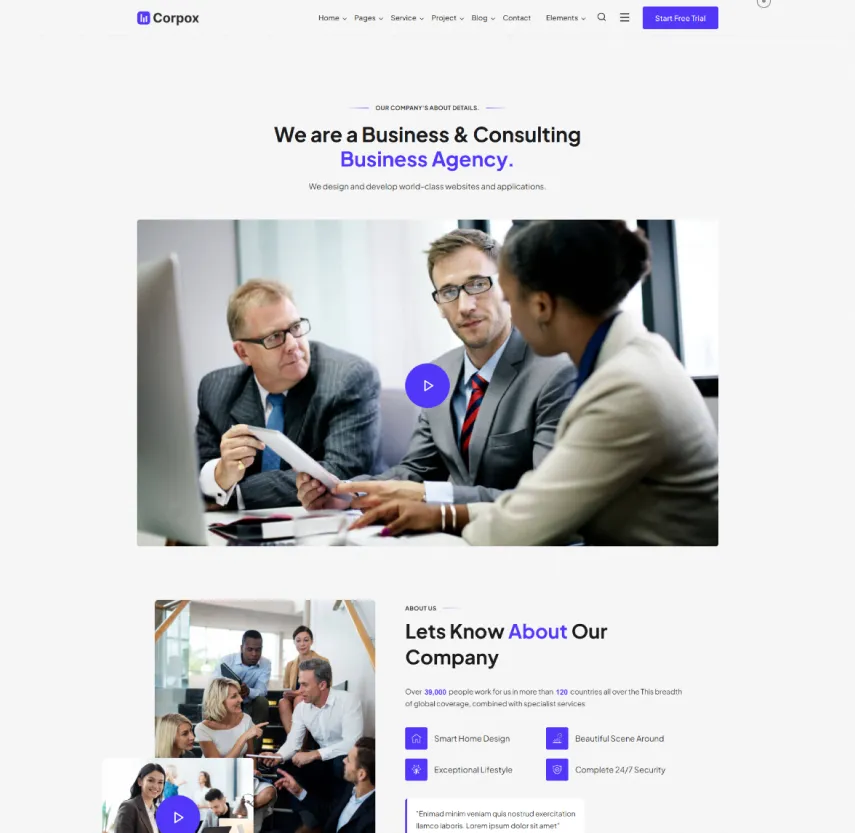 Corpox
Home Pages Service Project Blog Contact Elements Start Free Trial
OUR COMPANY'S ABOUT DETAILS.
We are a Business & Consulting
Business Agency.
We design and develop world-class websites and applications.
ABOUT US
Lets Know About Our
Company
Over 39,000 people work for us in more than 120 countries all over the This breadth
of global coverage, combined with specialist services
Smart Home Design Beautiful Scene Around
Exceptional Lifestyle Complete 24/7 Security
"Enimad minim veniam quis nostrud exercitation
llamco laboris. Lorem ipsum dolor sit amet"